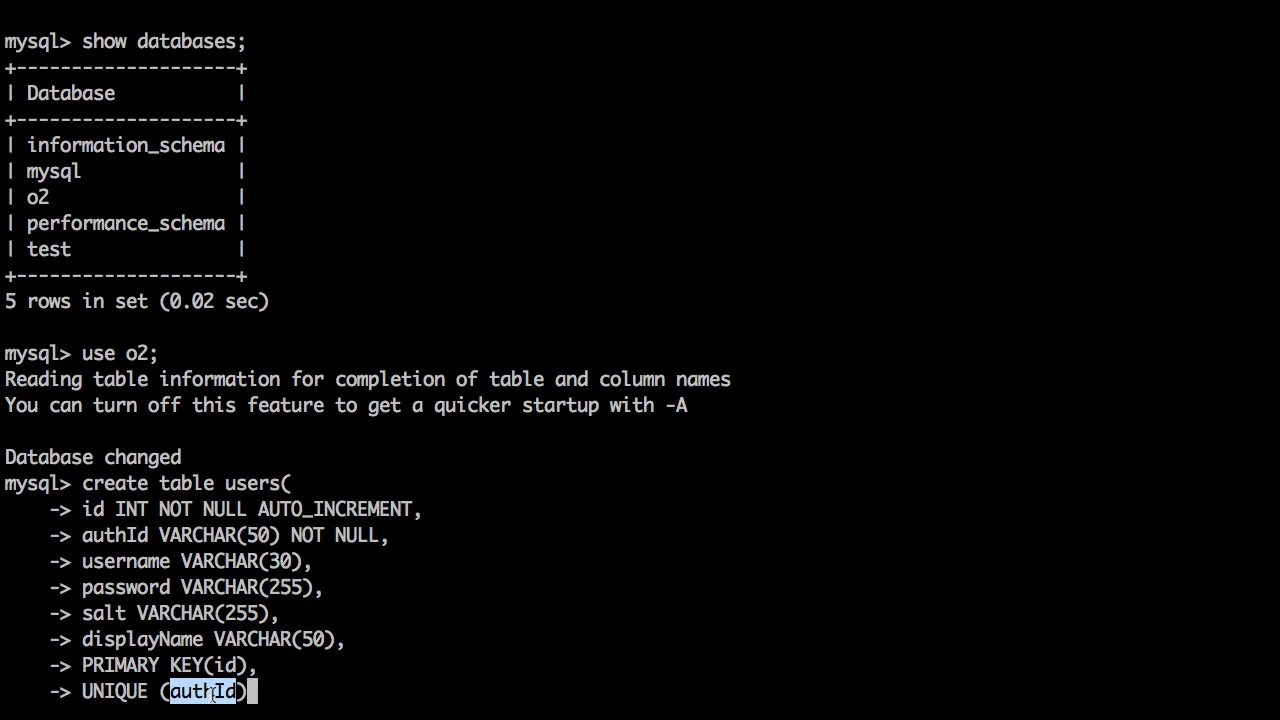 mysql> show databases;
+--------------------+
| Database           |
+--------------------+
| information_schema |
| mysql              |
| o2                 |
| performance_schema |
| test               |
+--------------------+
5 rows in set (0.02 sec)
mysql> use o2;
Reading table information for completion of table and column names
You can turn off this feature to get a quicker startup with -A
Database changed
mysql> create table users(
    -> id INT NOT NULL AUTO_INCREMENT,
    -> authId VARCHAR(50) NOT NULL,
    -> username VARCHAR(30),
    -> password VARCHAR(255),
    -> salt VARCHAR(255),
    -> displayName VARCHAR(50),
    -> PRIMARY KEY(id),
    -> UNIQUE (authId)